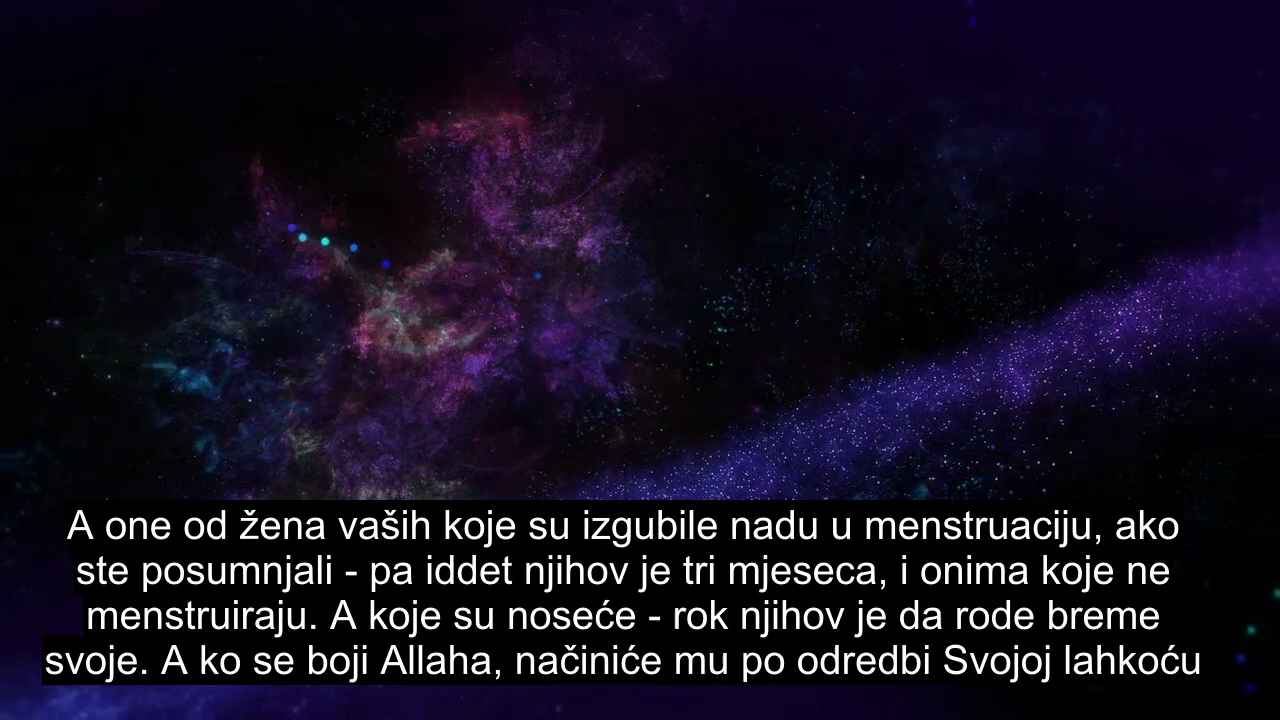 A one od žena vaših koje su izgubile nadu u menstruaciju, ako
ste posumnjali - pa iddet njihov je tri mjeseca, i onima koje ne
menstruiraju. A koje su noseće - rok njihov je da rode breme
svoje. A ko se boji Allaha, načiniće mu po odredbi Svojoj lahkoću